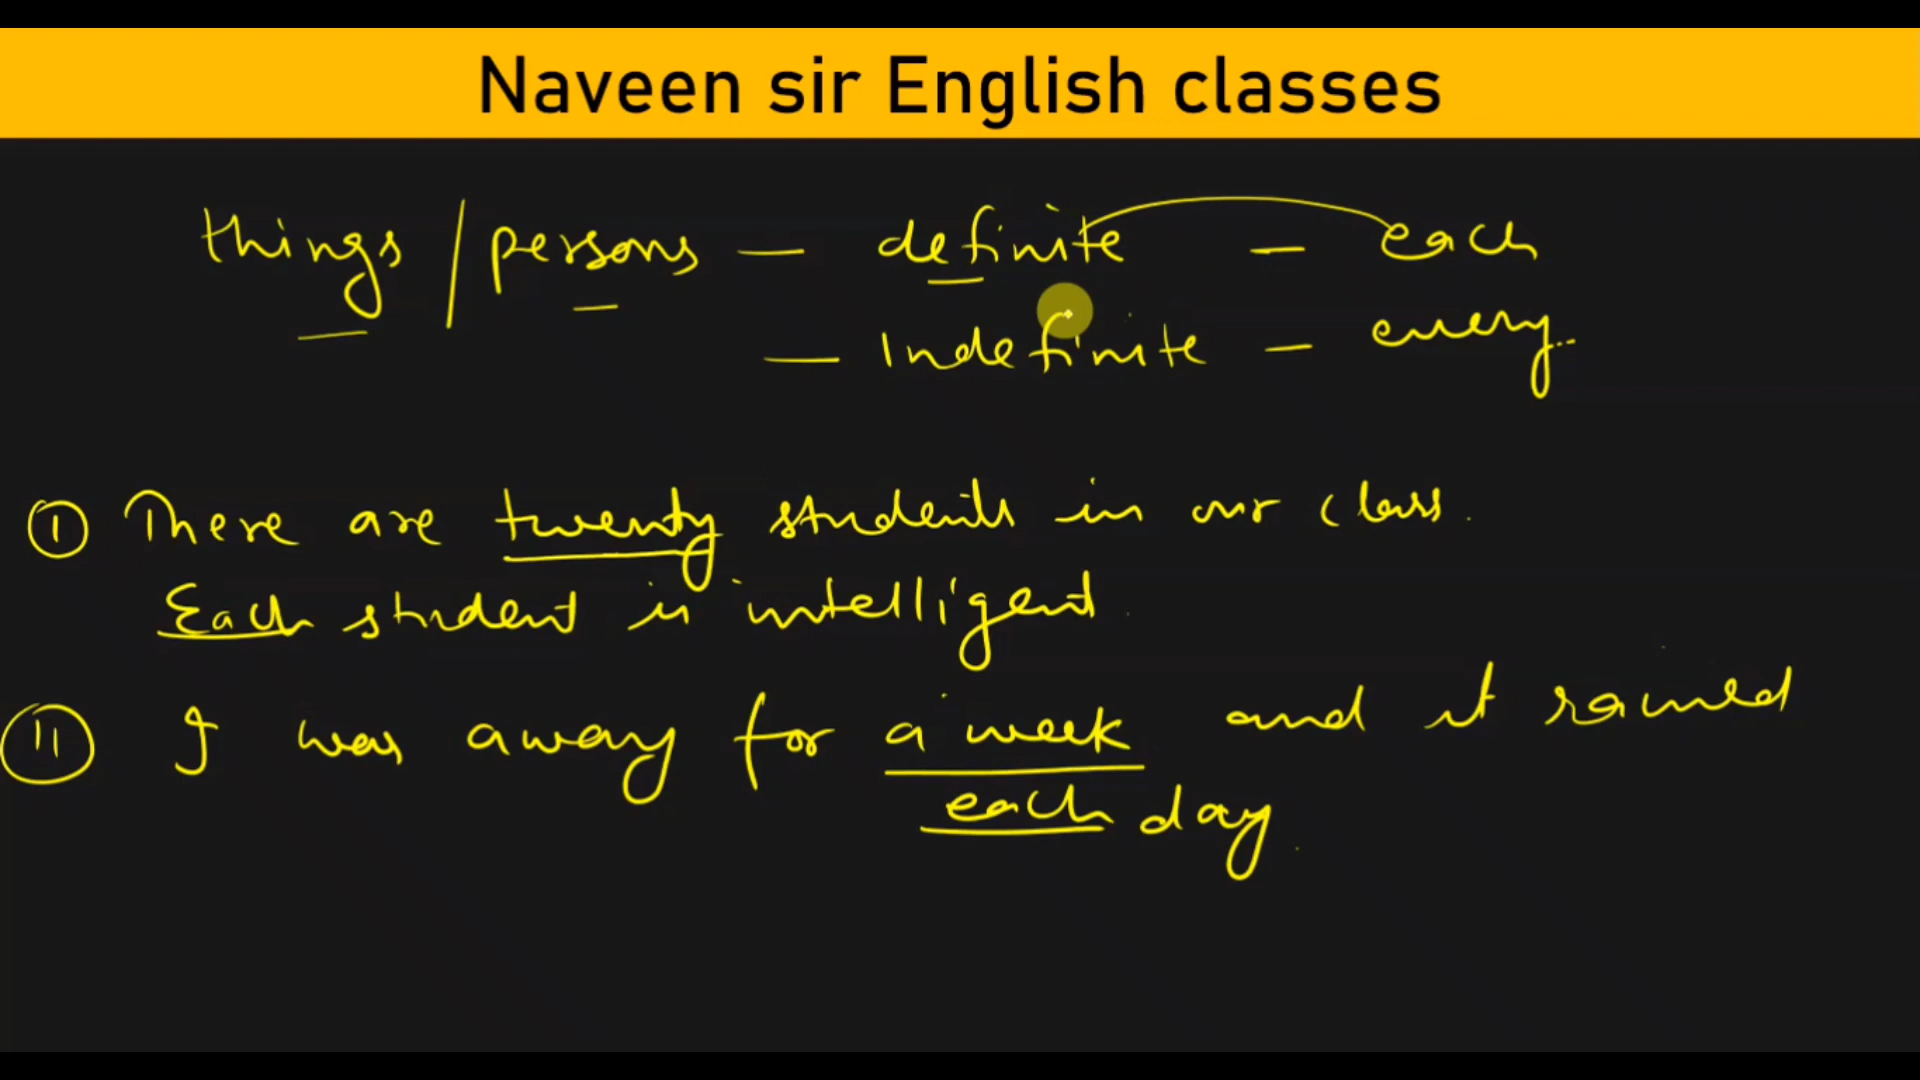 Naveen sir English classes
things / persons — definite — each
— Indefinite — every..
① There are twenty students in our class.
Each student is intelligent.
⑪ I was away for a week and it rained
each day.